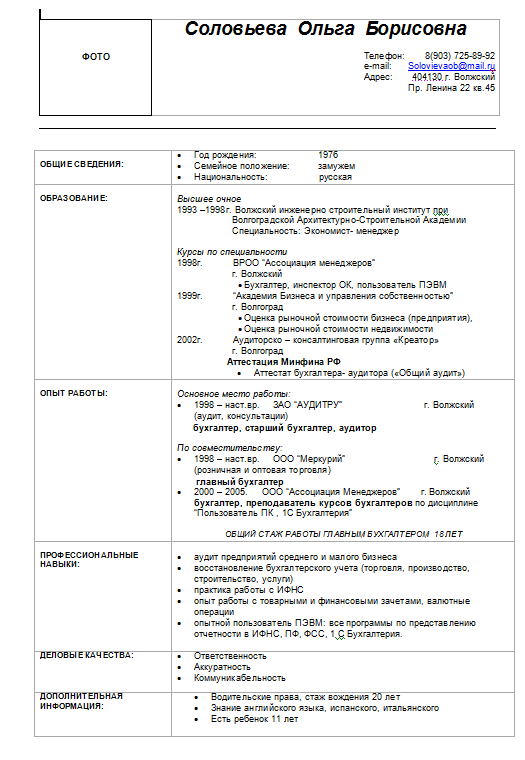 Соловьева Ольга Борисовна
ФОТО
Телефон: 8(903) 725-89-92
e-mail: Solovievaob@mail.ru
Адрес: 404130,г. Волжский
Пр. Ленина 22 кв.45
ОБЩИЕ СВЕДЕНИЯ:
• Год рождения: 1976
• Семейное положение: замужем
• Национальность: русская
ОБРАЗОВАНИЕ:
Высшее очное
1993 –1998г. Волжский инженерно строительный институт при
Волгоградской Архитектурно-Строительной Академии
Специальность: Экономист- менеджер
Курсы по специальности
1998г. ВРОО “Ассоциация менеджеров”
г. Волжский
• Бухгалтер, инспектор ОК, пользователь ПЭВМ
1999г. “Академия Бизнеса и управления собственностью”
г. Волгоград
• Оценка рыночной стоимости бизнеса (предприятия),
• Оценка рыночной стоимости недвижимости
2002г. Аудиторско – консалтинговая группа «Креатор»
г. Волгоград
Аттестация Минфина РФ
• Аттестат бухгалтера- аудитора («Общий аудит»)
ОПЫТ РАБОТЫ:
Основное место работы:
• 1998 – наст.вр. ЗАО “АУДИТРУ” г. Волжский
(аудит, консультации)
бухгалтер, старший бухгалтер, аудитор
По совместительству:
• 1998 – наст.вр. ООО “Меркурий” г. Волжский
(розничная и оптовая торговля)
главный бухгалтер
• 2000 – 2005. ООО “Ассоциация Менеджеров” г. Волжский
бухгалтер, преподаватель курсов бухгалтеров по дисциплине
“Пользователь ПК , 1С Бухгалтерия”
ОБЩИЙ СТАЖ РАБОТЫ ГЛАВНЫМ БУХГАЛТЕРОМ 18 ЛЕТ
ПРОФЕССИОНАЛЬНЫЕ
НАВЫКИ:
• аудит предприятий среднего и малого бизнеса
• восстановление бухгалтерского учета (торговля, производство,
строительство, услуги)
• практика работы с ИФНС
• опыт работы с товарными и финансовыми зачетами, валютные
операции
• опытной пользователь ПЭВМ: все программы по представлению
отчетности в ИФНС, ПФ, ФСС, 1 С Бухгалтерия.
ДЕЛОВЫЕ КАЧЕСТВА:
• Ответственность
• Аккуратность
• Коммуникабельность
ДОПОЛНИТЕЛЬНАЯ
ИНФОРМАЦИЯ:
• Водительские права, стаж вождения 20 лет
• Знание английского языка, испанского, итальянского
• Есть ребенок 11 лет